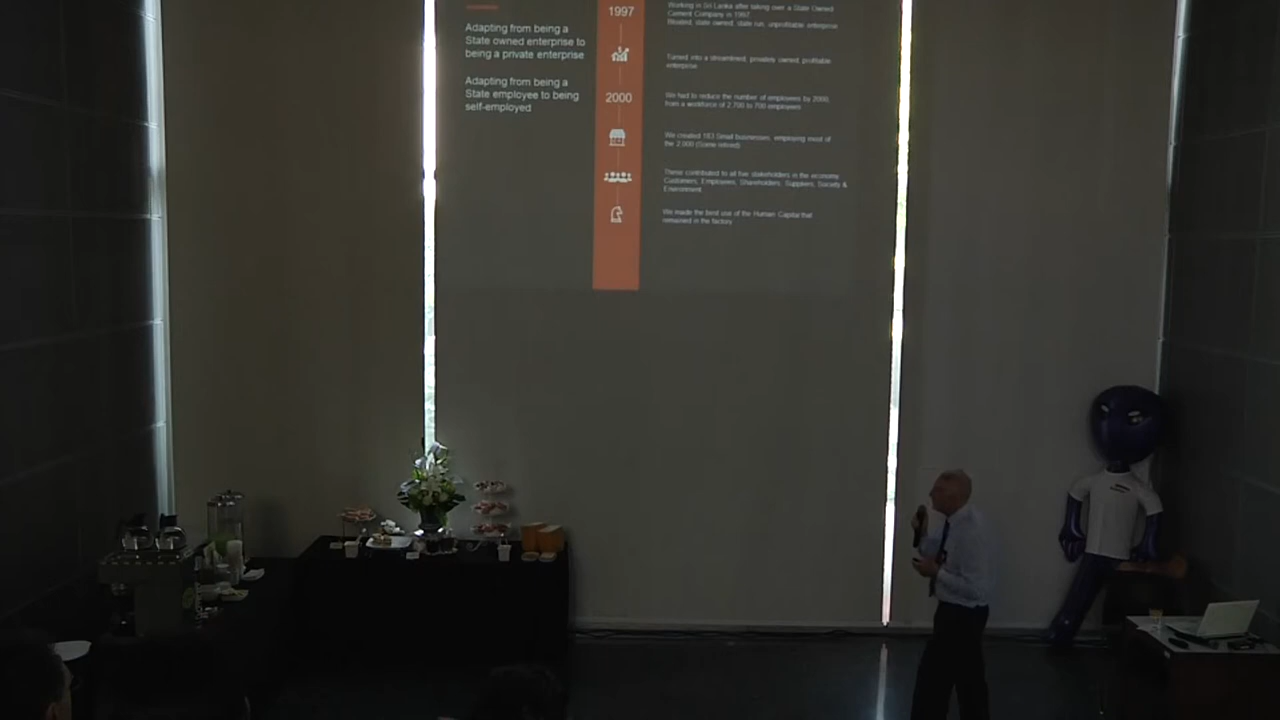 Adapting from being a
State owned enterprise to
being a private enterprise
Adapting from being a
State employee to being
self-employed
1997
2000
Working in Sri Lanka after taking over a State Owned
Cement Company in 1997
Bloated, state owned, state run, unprofitable enterprise
Turned into a streamlined, privately owned, profitable
enterprise
We had to reduce the number of employees by 2000,
from a workforce of 2,700 to 700 employees
We created 183 Small businesses, employing most of
the 2,000 (Some retired)
These contributed to all five stakeholders in the economy
Customers, Employees, Shareholders, Suppliers, Society &
Environment
We made the best use of the Human Capital that
remained in the factory